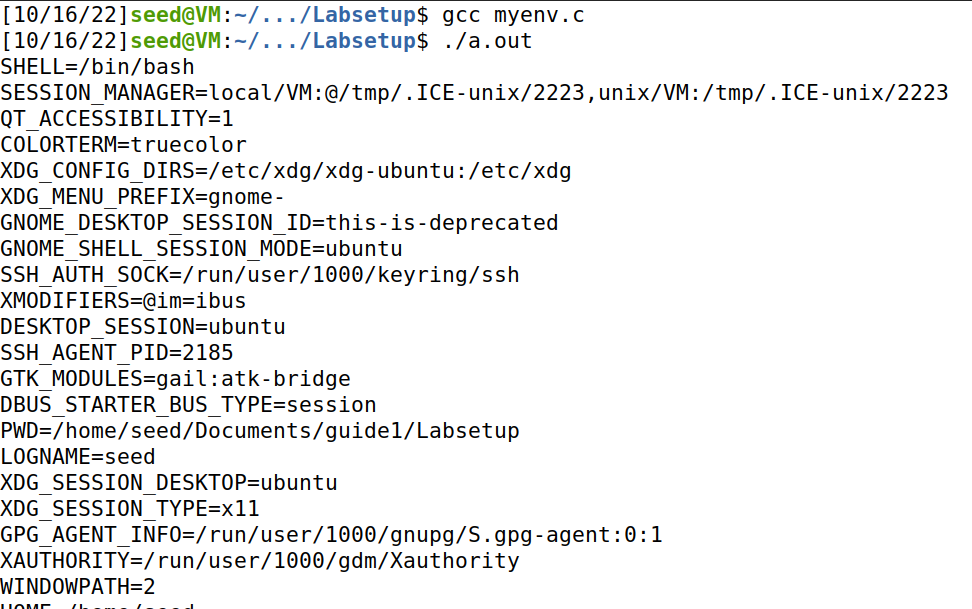 [10/16/22]seed@VM:~/.../Labsetup$ gcc myenv.c
[10/16/22]seed@VM:~/.../Labsetup$ ./a.out
SHELL=/bin/bash
SESSION_MANAGER=local/VM:@/tmp/.ICE-unix/2223,unix/VM:/tmp/.ICE-unix/2223
QT_ACCESSIBILITY=1
COLORTERM=truecolor
XDG_CONFIG_DIRS=/etc/xdg/xdg-ubuntu:/etc/xdg
XDG_MENU_PREFIX=gnome-
GNOME_DESKTOP_SESSION_ID=this-is-deprecated
GNOME_SHELL_SESSION_MODE=ubuntu
SSH_AUTH_SOCK=/run/user/1000/keyring/ssh
XMODIFIERS=@im=ibus
DESKTOP_SESSION=ubuntu
SSH_AGENT_PID=2185
GTK_MODULES=gail:atk-bridge
DBUS_STARTER_BUS_TYPE=session
PWD=/home/seed/Documents/guide1/Labsetup
LOGNAME=seed
XDG_SESSION_DESKTOP=ubuntu
XDG_SESSION_TYPE=x11
GPG_AGENT_INFO=/run/user/1000/gnupg/S.gpg-agent:0:1
XAUTHORITY=/run/user/1000/gdm/Xauthority
WINDOWPATH=2
HOME=/home/seed